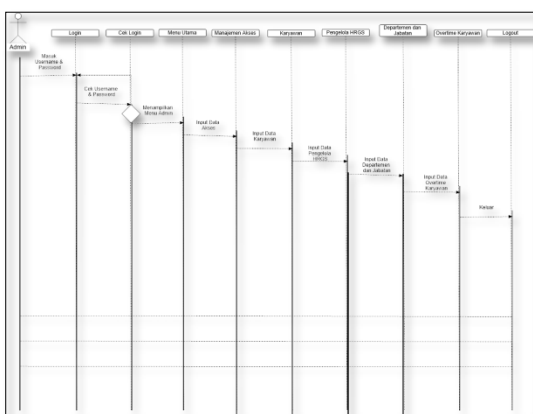 Departemen dan
Jabatan
Login
Cek Login
Menu Utama
Manajemen Akses
Karyawan
Pengelola HRGS
Overtime Karyawan
Logout
Admin
Masuk
Username &
Password
Cek Username
& Password
Menampilkan
Menu Admin
Input Data
Akses
Input Data
Karyawan
Input Data
Pengelola
HRGS
Input Data
Departemen
dan Jabatan
Input Data
Overtime
Karyawan
Keluar